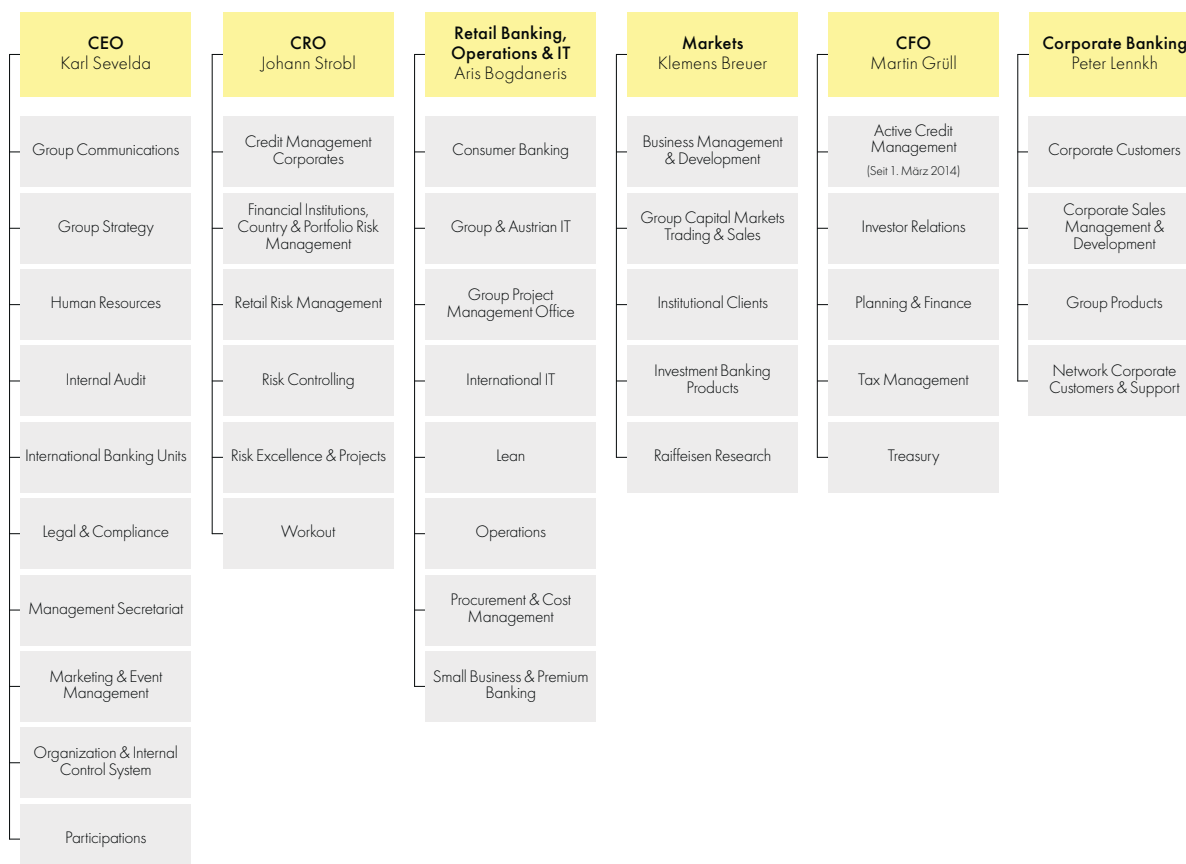 CEO
Karl Sevelda
Group Communications
Group Strategy
Human Resources
Internal Audit
International Banking Units
Legal & Compliance
Management Secretariat
Marketing & Event
Management
Organization & Internal
Control System
Participations
CRO
Johann Strobl
Credit Management
Corporates
Financial Institutions,
Country & Portfolio Risk
Management
Retail Risk Management
Risk Controlling
Risk Excellence & Projects
Workout
Retail Banking,
Operations & IT
Aris Bogdaneris
Consumer Banking
Group & Austrian IT
Group Project
Management Office
International IT
Lean
Operations
Procurement & Cost
Management
Small Business & Premium
Banking
Markets
Klemens Breuer
Business Management
& Development
Group Capital Markets
Trading & Sales
Institutional Clients
Investment Banking
Products
Raiffeisen Research
CFO
Martin Grüll
Active Credit
Management
(Seit 1. März 2014)
Investor Relations
Planning & Finance
Tax Management
Treasury
Corporate Banking
Peter Lennkh
Corporate Customers
Corporate Sales
Management &
Development
Group Products
Network Corporate
Customers & Support